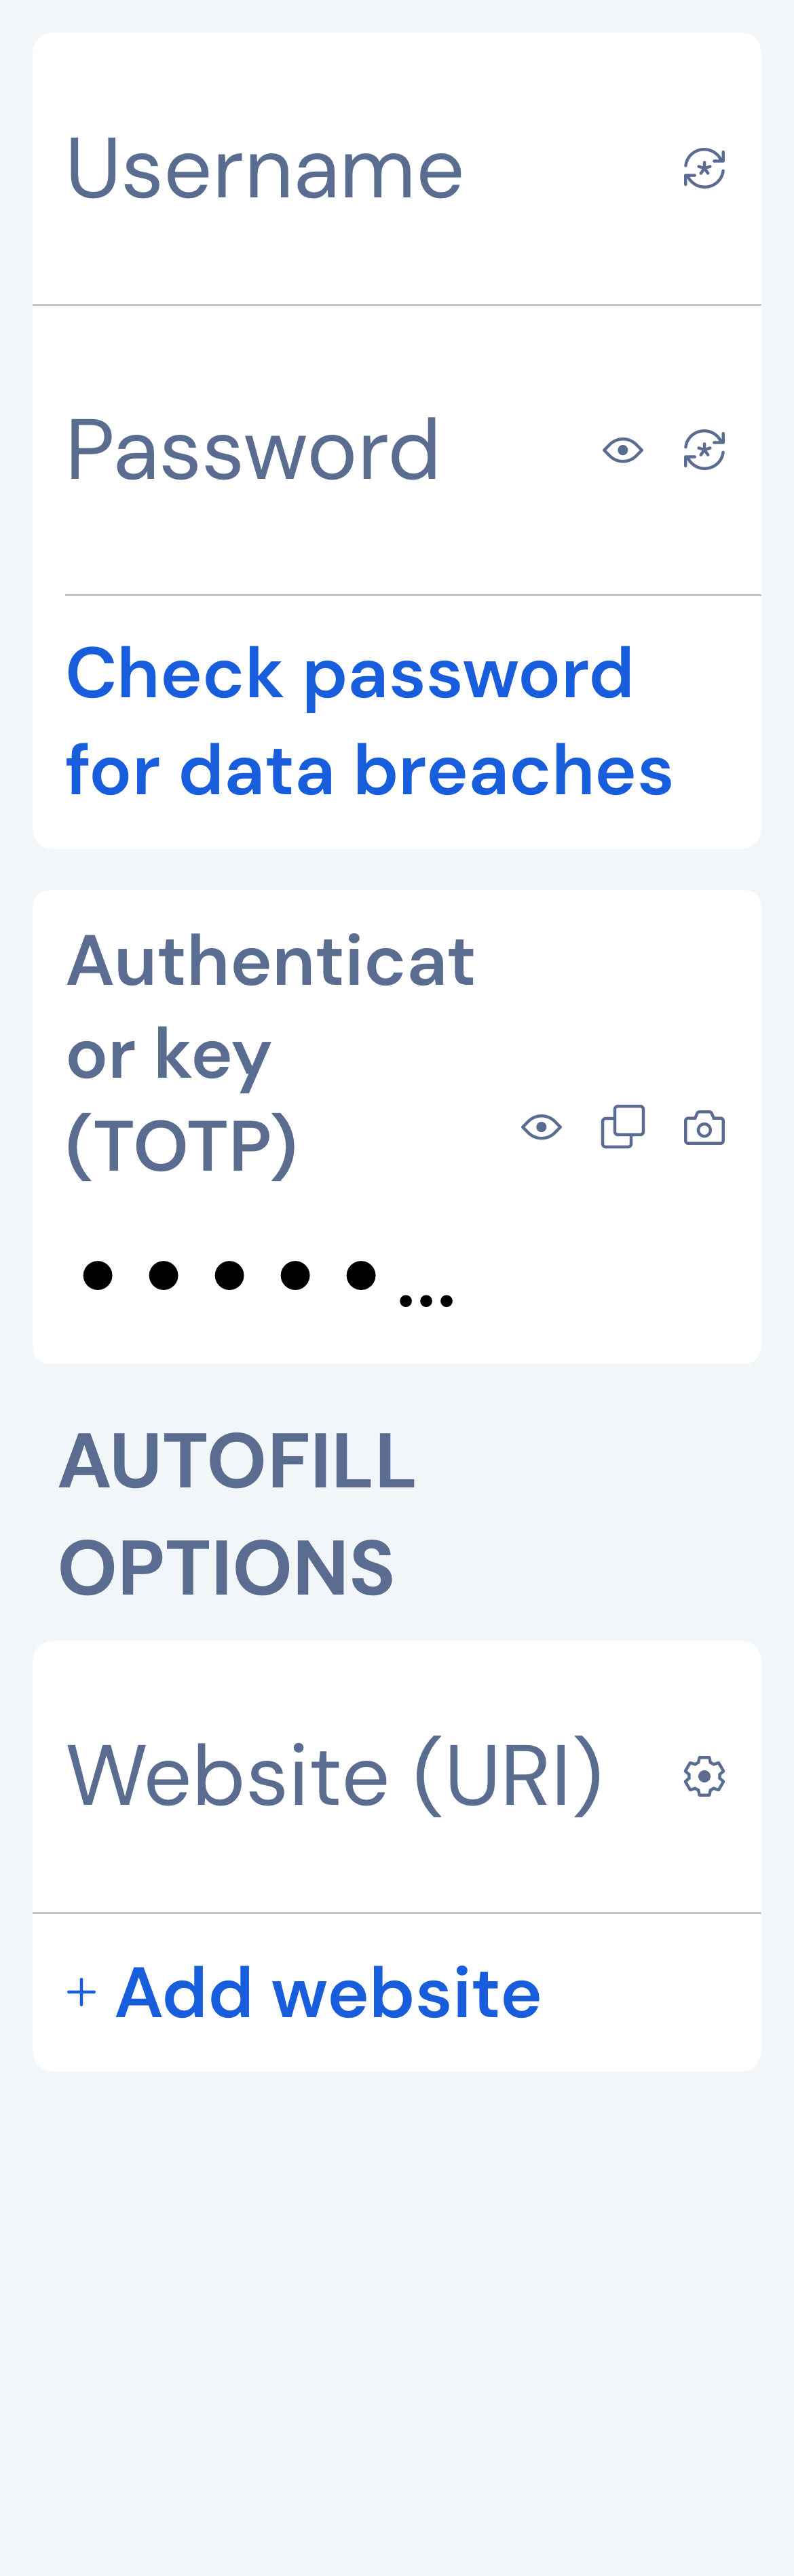 Username
Password
Check password
for data breaches
Authenticat
or key
(TOTP)
•••••...
AUTOFILL
OPTIONS
Website (URI)
+ Add website